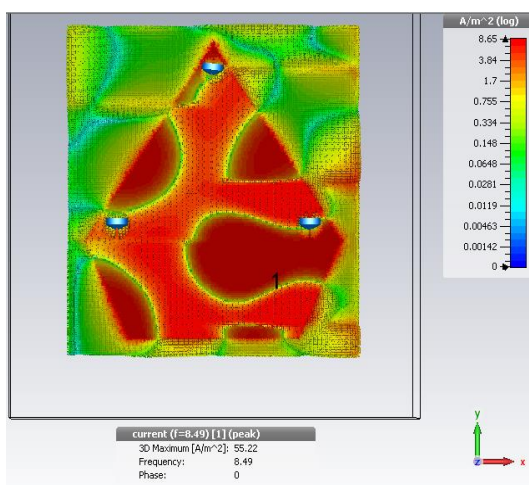 A/m^2 (log)
8.65
3.84
1.7
0.755
0.334
0.148
0.0648
0.0281
0.0119
0.00463
0.00142
0
1
current (f=8.49) [1] (peak)
3D Maximum [A/m^2]: 55.22
Frequency: 8.49
Phase: 0
y
z
x